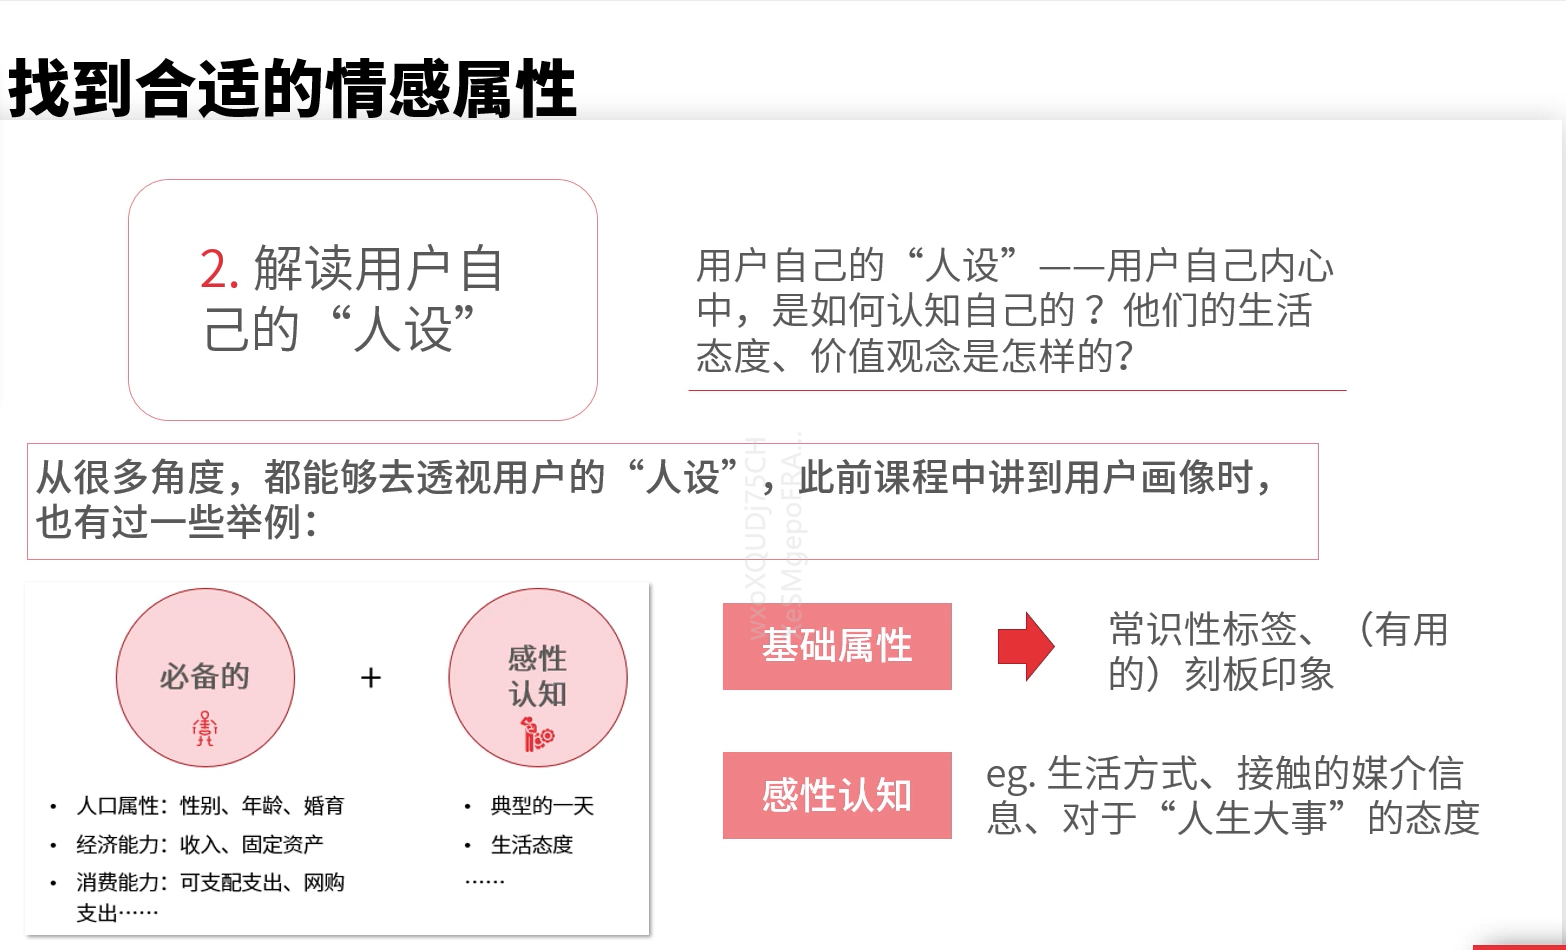 找到合适的情感属性
2. 解读用户自
己的“人设”
用户自己的“人设”——用户自己内心
中，是如何认知自己的？他们的生活
态度、价值观念是怎样的?
从很多角度，都能够去透视用户的“人设”，此前课程中讲到用户画像时，
也有过一些举例：
必备的
+
感性
认知
• 人口属性：性别、年龄、婚育
• 经济能力：收入、固定资产
• 消费能力：可支配支出、网购
支出……
• 典型的一天
• 生活态度
……
基础属性
常识性标签、（有用
的）刻板印象
感性认知
eg. 生活方式、接触的媒介信
息、对于“人生大事”的态度